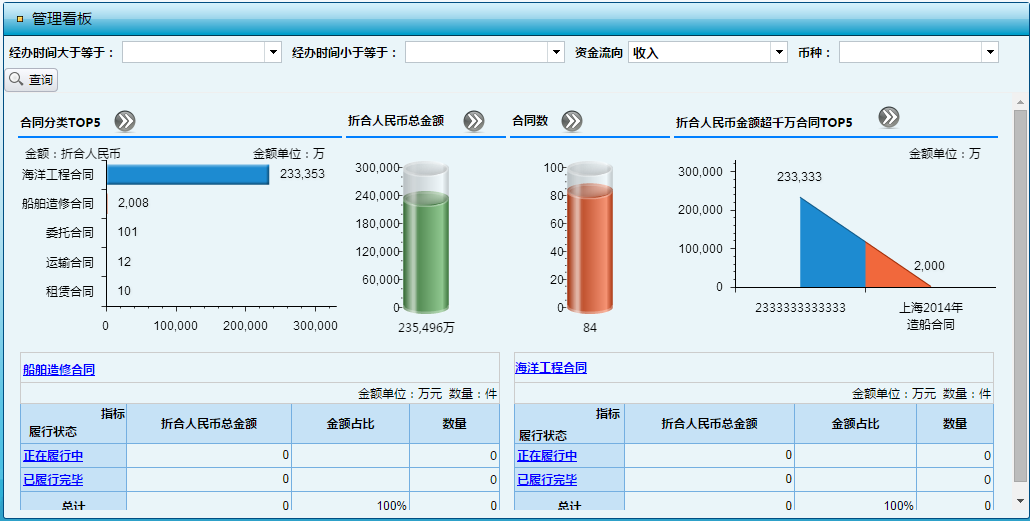 管理看板
经办时间大于等于： 经办时间小于等于： 资金流向 收入 币种：
查询
合同分类TOP5 折合人民币总金额 合同数 折合人民币金额超千万合同TOP5
金额：折合人民币 金额单位：万
海洋工程合同 233,353
船舶造修合同 2,008
委托合同 101
运输合同 12
租赁合同 10
0 100,000 200,000 300,000
300,000
240,000
180,000
120,000
60,000
0
235,496万
100
80
60
40
20
0
84
金额单位：万
300,000
200,000
100,000
0
233,333
2,000
2333333333333 上海2014年
造船合同
船舶造修合同
金额单位：万元 数量：件
指标
履行状态 折合人民币总金额 金额占比 数量
正在履行中 0 0
已履行完毕 0 0
总计 0 100% 0
海洋工程合同
金额单位：万元 数量：件
指标
履行状态 折合人民币总金额 金额占比 数量
正在履行中 0 0
已履行完毕 0 0
总计 0 100% 0